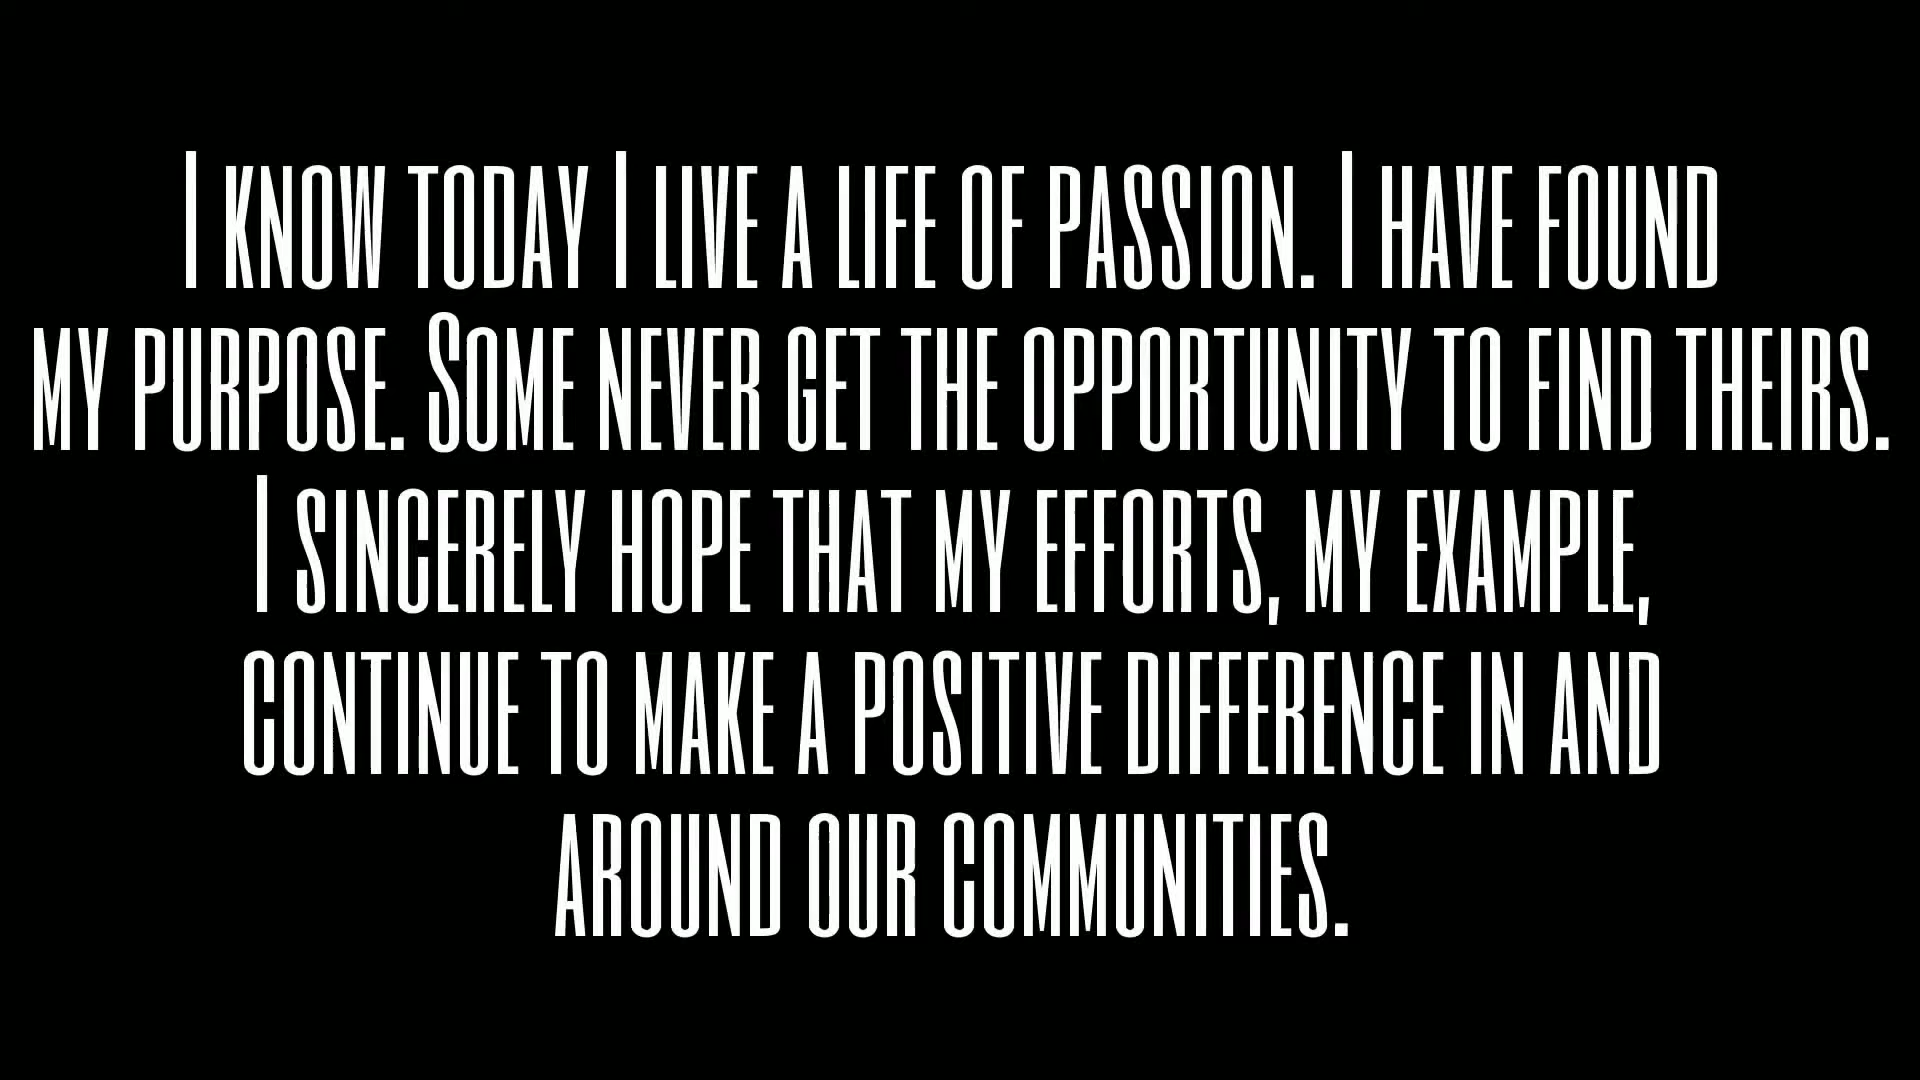 I know today I live a life of passion. I have found
my purpose. Some never get the opportunity to find theirs.
I sincerely hope that my efforts, my example,
continue to make a positive difference in and
around our communities.